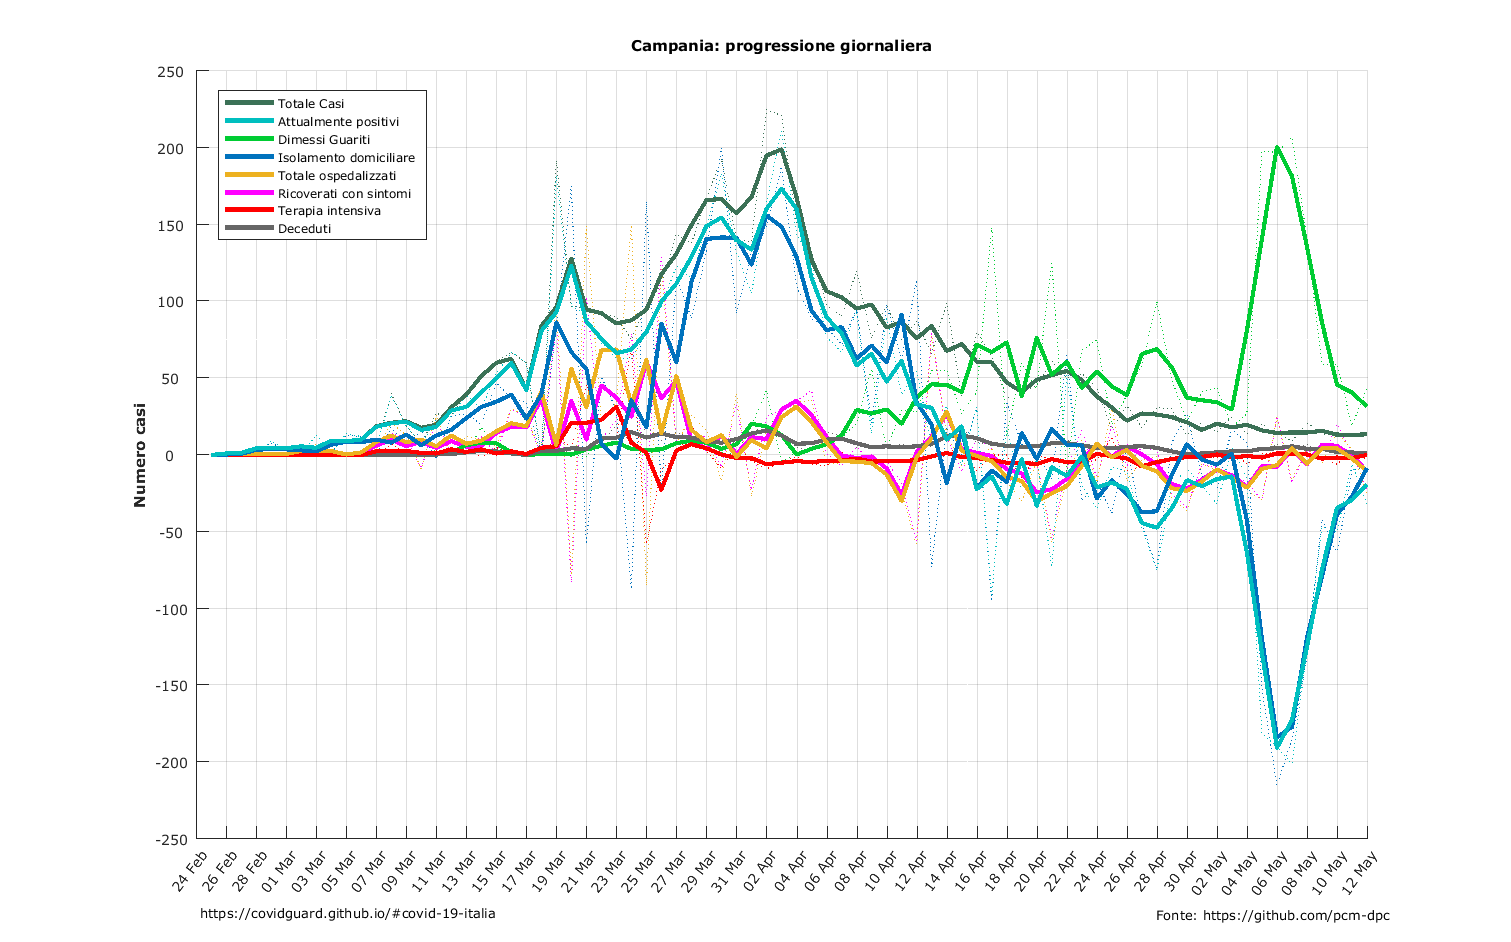 Campania: progressione giornaliera
250
200
150
100
50
0
-50
-100
-150
-200
-250
Numero casi
Totale Casi
Attualmente positivi
Dimessi Guariti
Isolamento domiciliare
Totale ospedalizzati
Ricoverati con sintomi
Terapia intensiva
Deceduti
24 Feb
26 Feb
28 Feb
01 Mar
03 Mar
05 Mar
07 Mar
09 Mar
11 Mar
13 Mar
15 Mar
17 Mar
19 Mar
21 Mar
23 Mar
25 Mar
27 Mar
29 Mar
31 Mar
02 Apr
04 Apr
06 Apr
08 Apr
10 Apr
12 Apr
14 Apr
16 Apr
18 Apr
20 Apr
22 Apr
24 Apr
26 Apr
28 Apr
30 Apr
02 May
04 May
06 May
08 May
10 May
12 May
https://covidguard.github.io/#covid-19-italia
Fonte: https://github.com/pcm-dpc